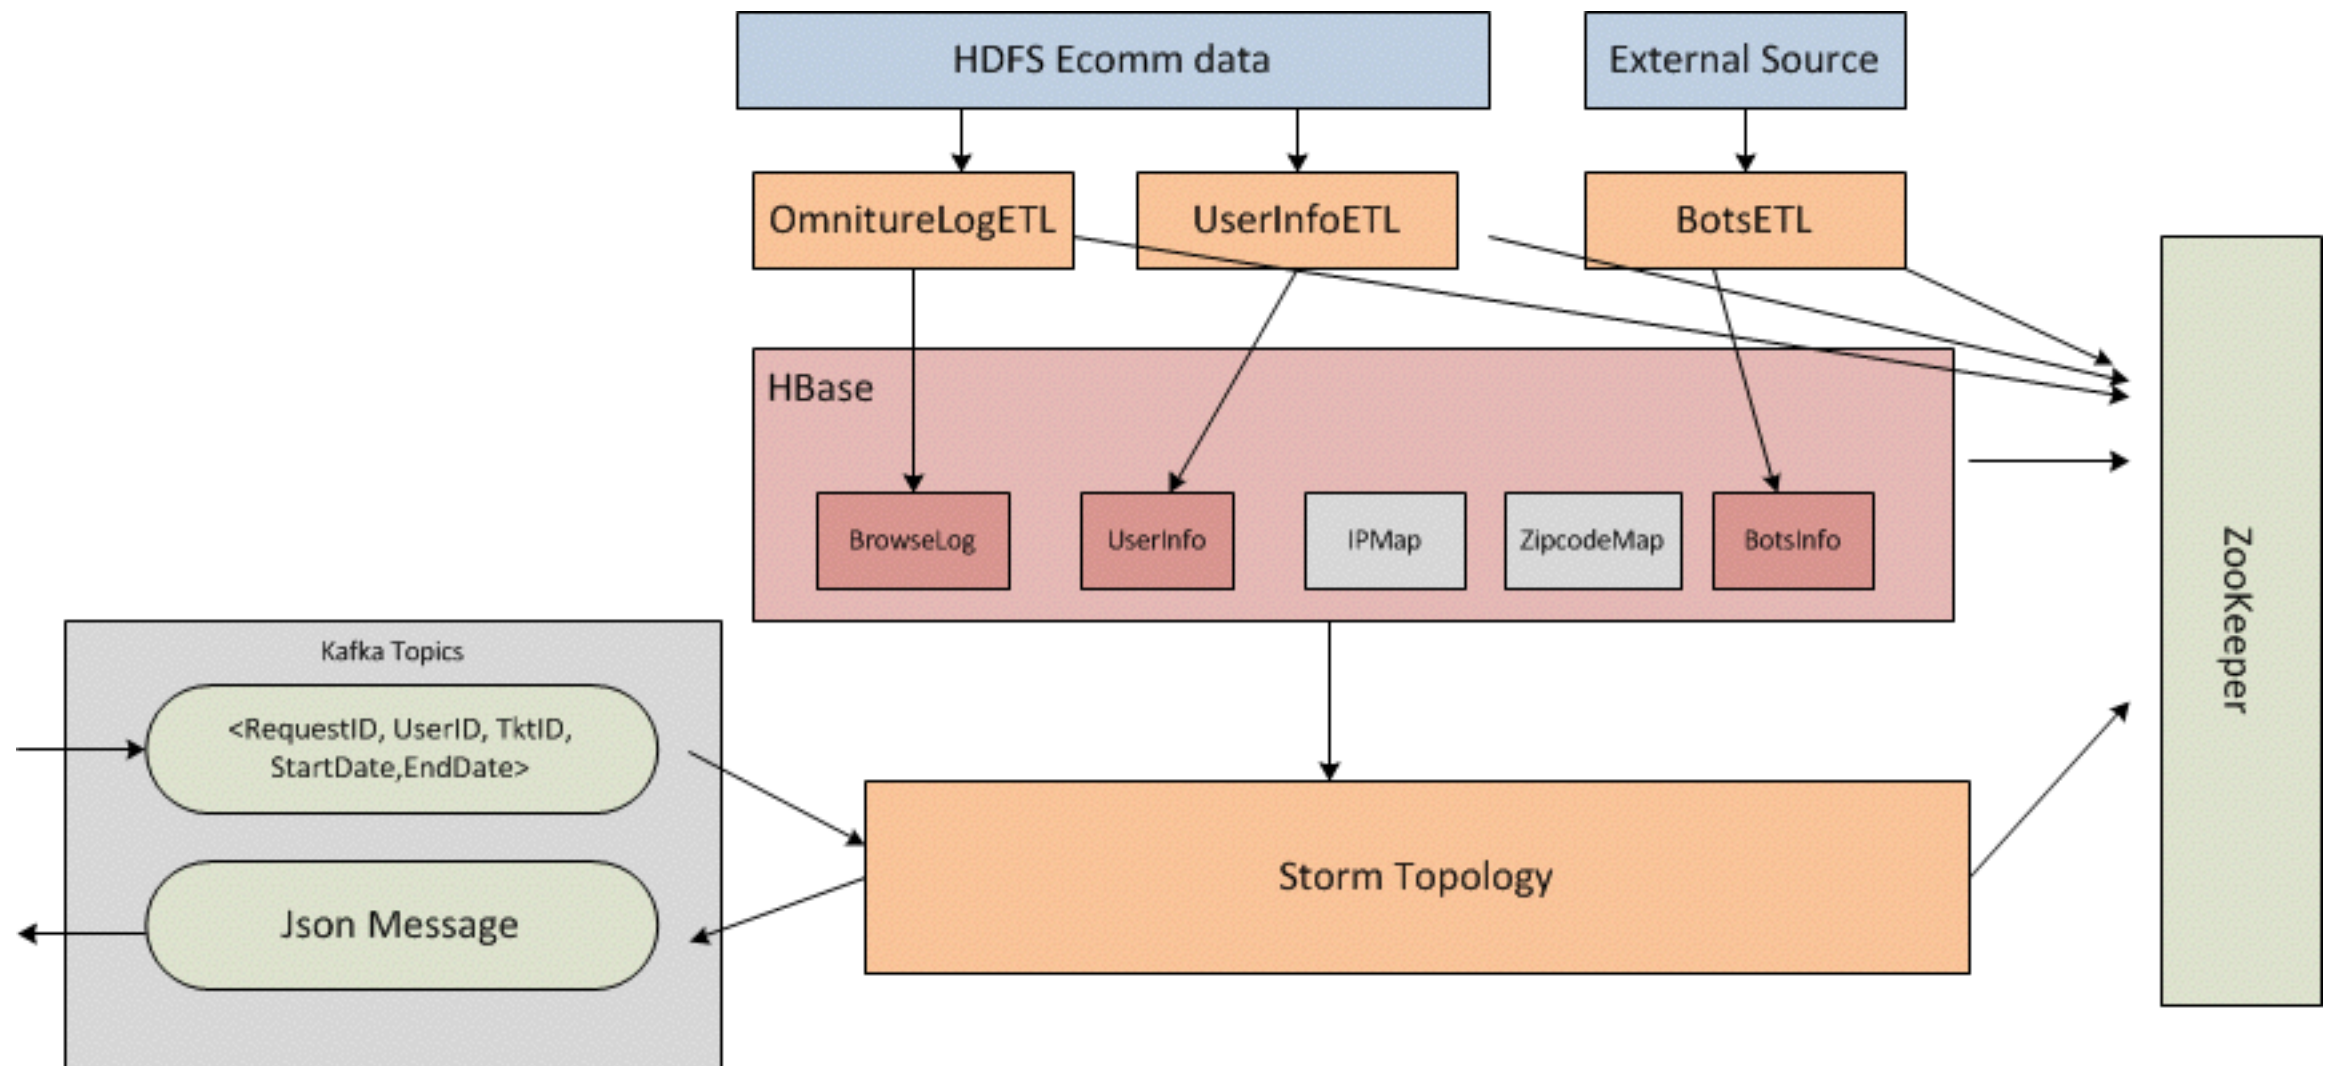 HDFS Ecomm data
External Source
OmnitureLogETL
UserInfoETL
BotsETL
HBase
BrowseLog
UserInfo
IPMap
ZipcodeMap
BotsInfo
ZooKeeper
Kafka Topics
<RequestID, UserID, TktID,
StartDate,EndDate>
Json Message
Storm Topology